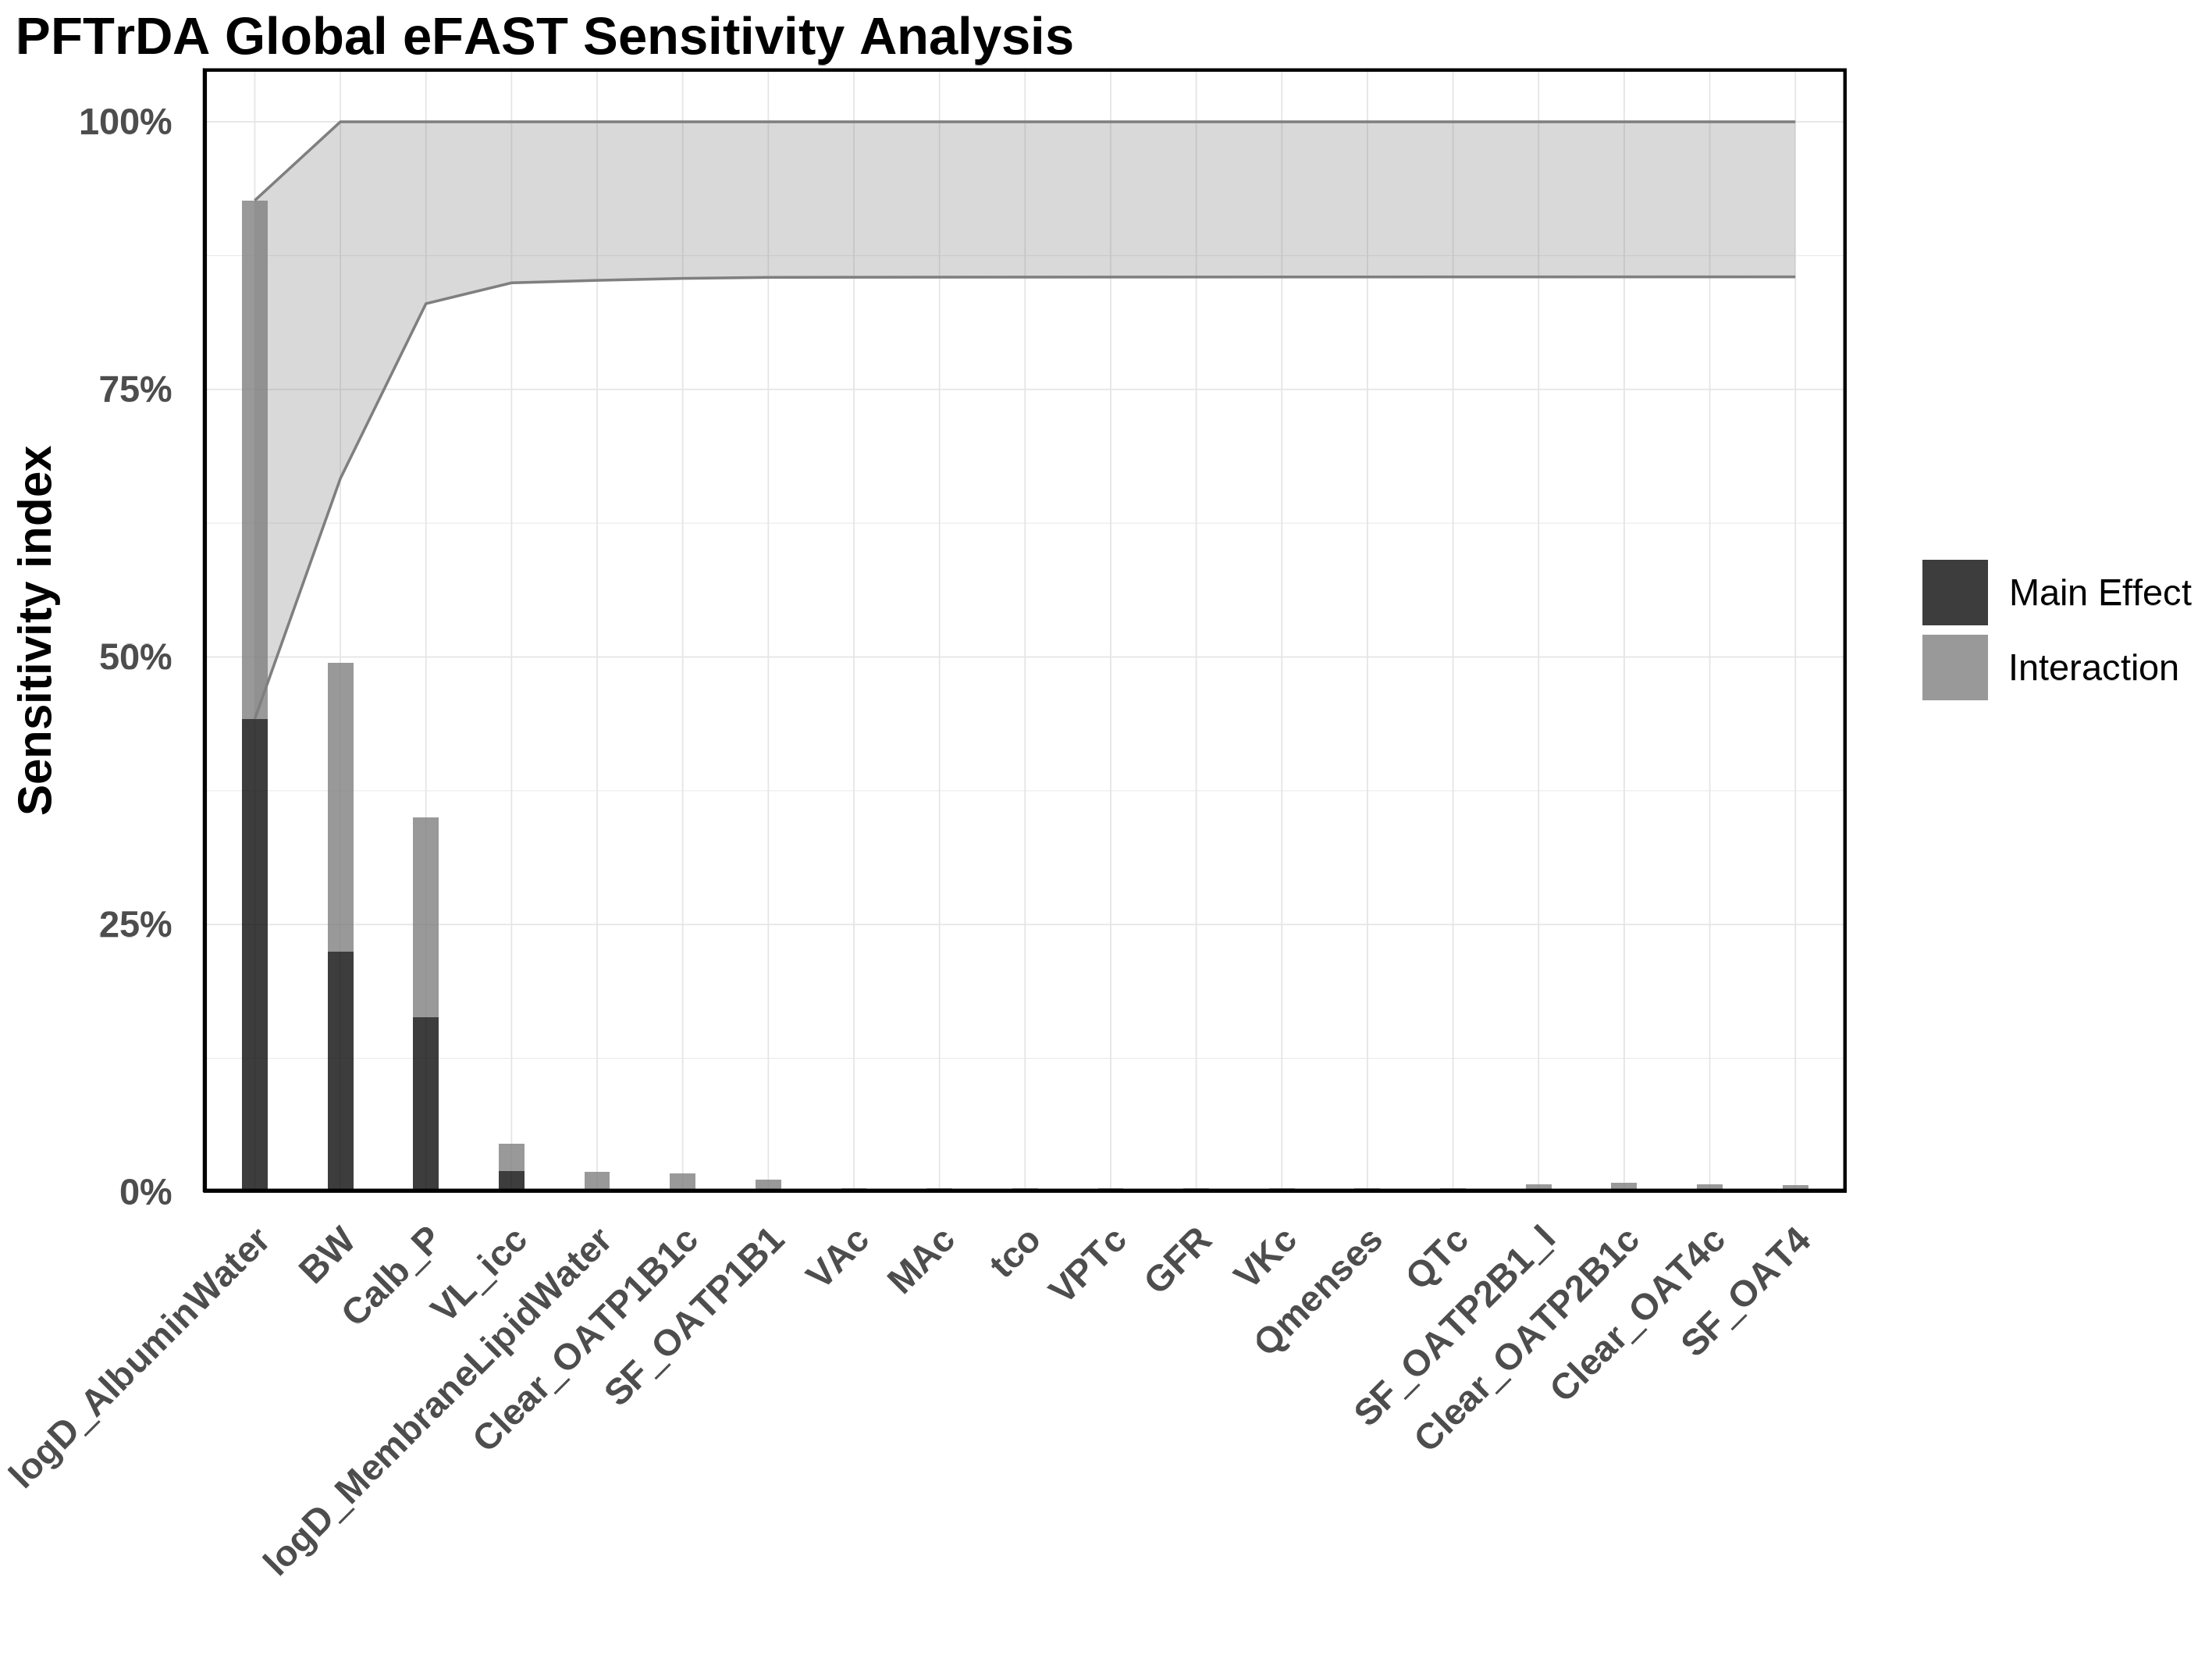 PFTrDA Global eFAST Sensitivity Analysis
Sensitivity index
100%
75%
50%
25%
0%
logD_AlbuminWater
BW
Calb_P
VL_icc
logD_MembraneLipidWater
Clear_OATP1B1c
SF_OATP1B1
VAc
MAc
tco
VPTc
GFR
VKc
Qmenses
QTc
SF_OATP2B1_l
Clear_OATP2B1c
Clear_OAT4c
SF_OAT4
Main Effect
Interaction